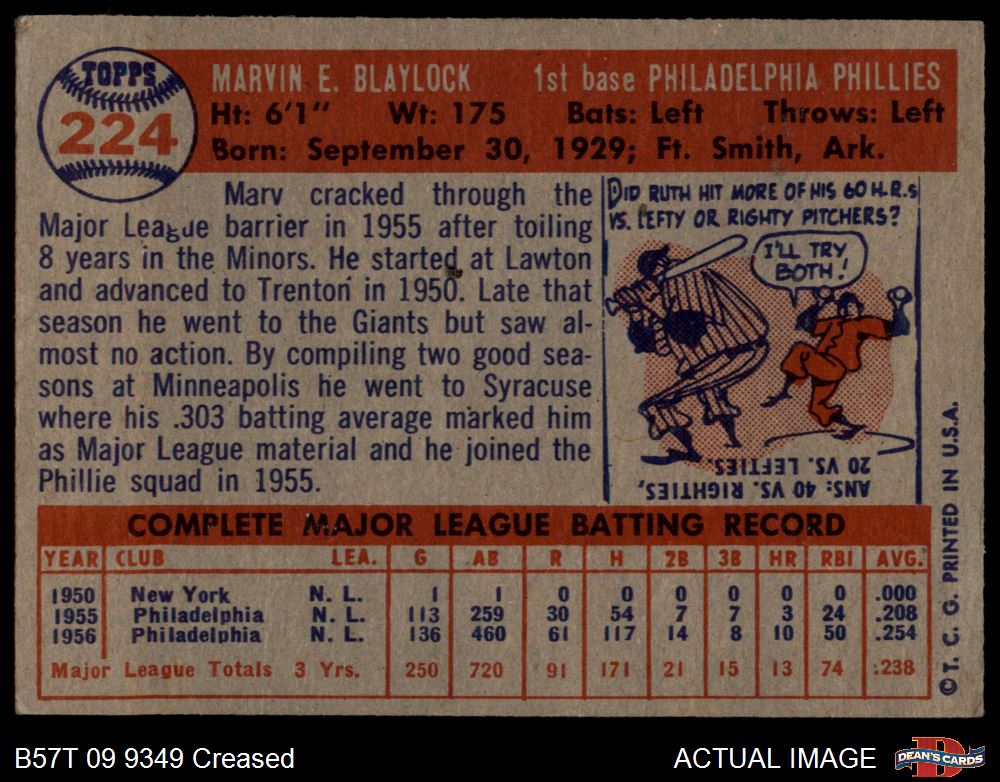 TOPPS
224
MARVIN E. BLAYLOCK 1st base PHILADELPHIA PHILLIES
Ht: 6'1" Wt: 175 Bats: Left Throws: Left
Born: September 30, 1929; Ft. Smith, Ark.
Marv cracked through the
Major League barrier in 1955 after toiling
8 years in the Minors. He started at Lawton
and advanced to Trenton in 1950. Late that
season he went to the Giants but saw al-
most no action. By compiling two good sea-
sons at Minneapolis he went to Syracuse
where his .303 batting average marked him
as Major League material and he joined the
Phillie squad in 1955.
DID RUTH HIT MORE OF HIS 60 H.R.s
VS. LEFTY OR RIGHTY PITCHERS?
I'LL TRY
BOTH!
ANS: 40 VS. RIGHTIES,
20 VS. LEFTIES
COMPLETE MAJOR LEAGUE BATTING RECORD
YEAR CLUB LEA. G AB R H 2B 3B HR RBI AVG.
1950 New York N. L. 1 1 0 0 0 0 0 0 .000
1955 Philadelphia N. L. 113 259 30 54 7 7 3 24 .208
1956 Philadelphia N. L. 136 460 61 117 14 8 10 50 .254
Major League Totals 3 Yrs. 250 720 91 171 21 15 13 74 .238
© T. C. G. PRINTED IN U.S.A.
B57T 09 9349 Creased ACTUAL IMAGE
D
DEAN'S CARDS